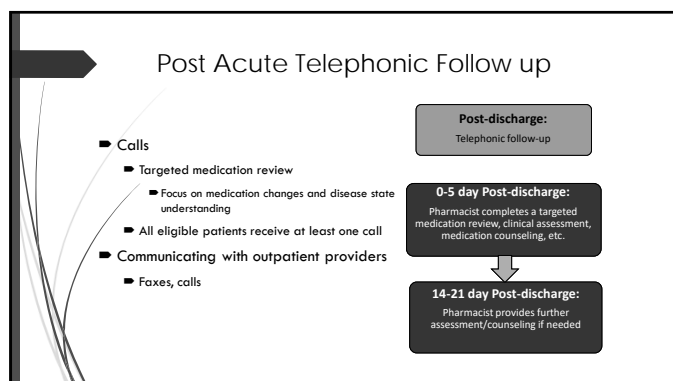 Post Acute Telephonic Follow up
Calls
Targeted medication review
Focus on medication changes and disease state
understanding
All eligible patients receive at least one call
Communicating with outpatient providers
Faxes, calls
Post-discharge:
Telephonic follow-up
0-5 day Post-discharge:
Pharmacist completes a targeted
medication review, clinical assessment,
medication counseling, etc.
14-21 day Post-discharge:
Pharmacist provides further
assessment/counseling if needed